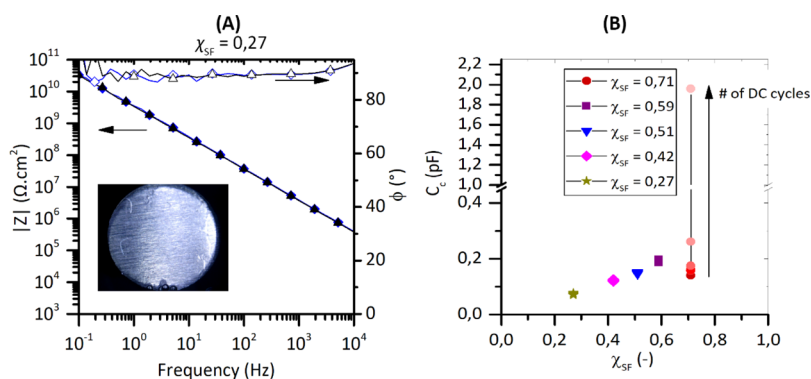 (A)
χSF = 0,27
10^11
10^10
10^9
10^8
10^7
10^6
10^5
10^4
10^3
|Z| (Ω.cm²)
80
60
40
20
0
ϕ (°)
10^-1 10^0 10^1 10^2 10^3 10^4
Frequency (Hz)
(B)
2,0
1,8
1,6
1,4
1,2
1,0
0,4
0,2
0,0
Cc (pF)
χSF = 0,71
χSF = 0,59
χSF = 0,51
χSF = 0,42
χSF = 0,27
# of DC cycles
0,0 0,2 0,4 0,6 0,8 1,0
χSF (-)